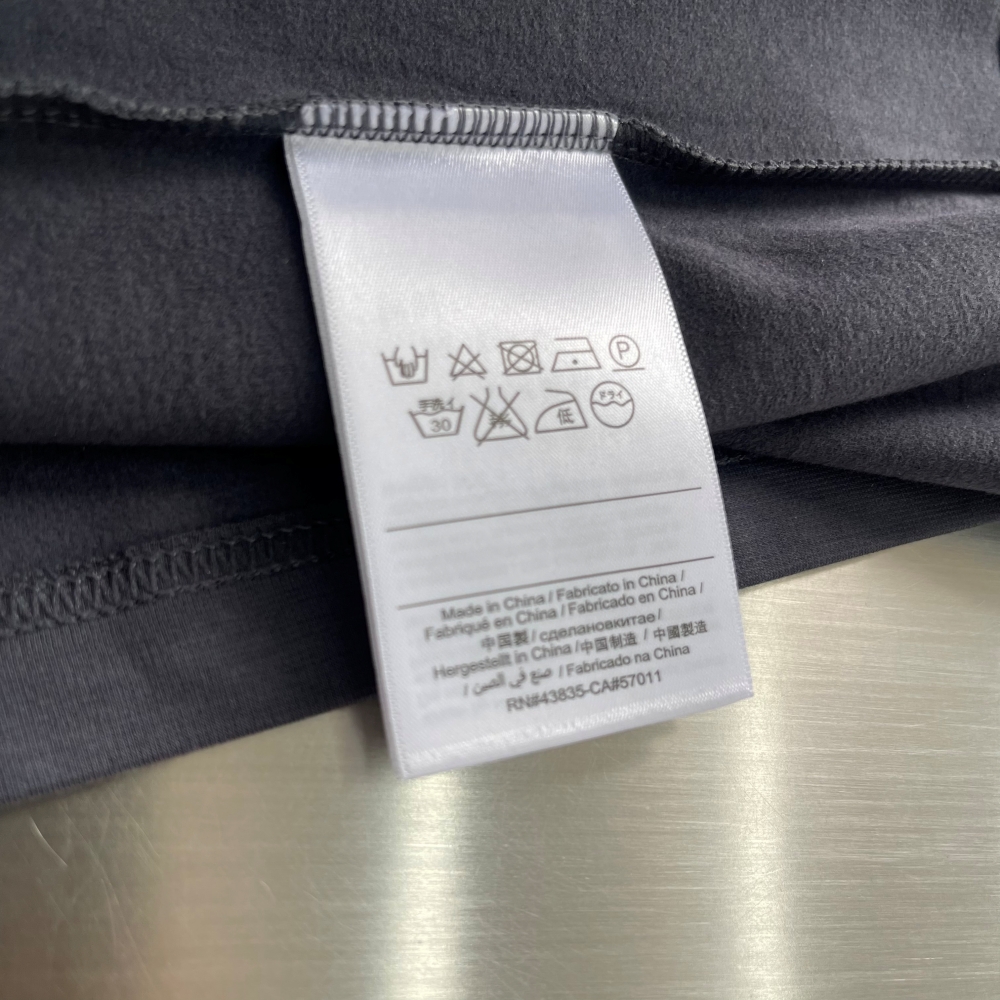 P
手洗イ
30
低
ドライ
Made in China / Fabricato in China /
Fabriqué en China / Fabricado en China /
中国製 / сделановкитае /
Hergestellt in China /中国制造 / 中國製造
/ صنع في الصين / Fabricado na China
RN#43835-CA#57011